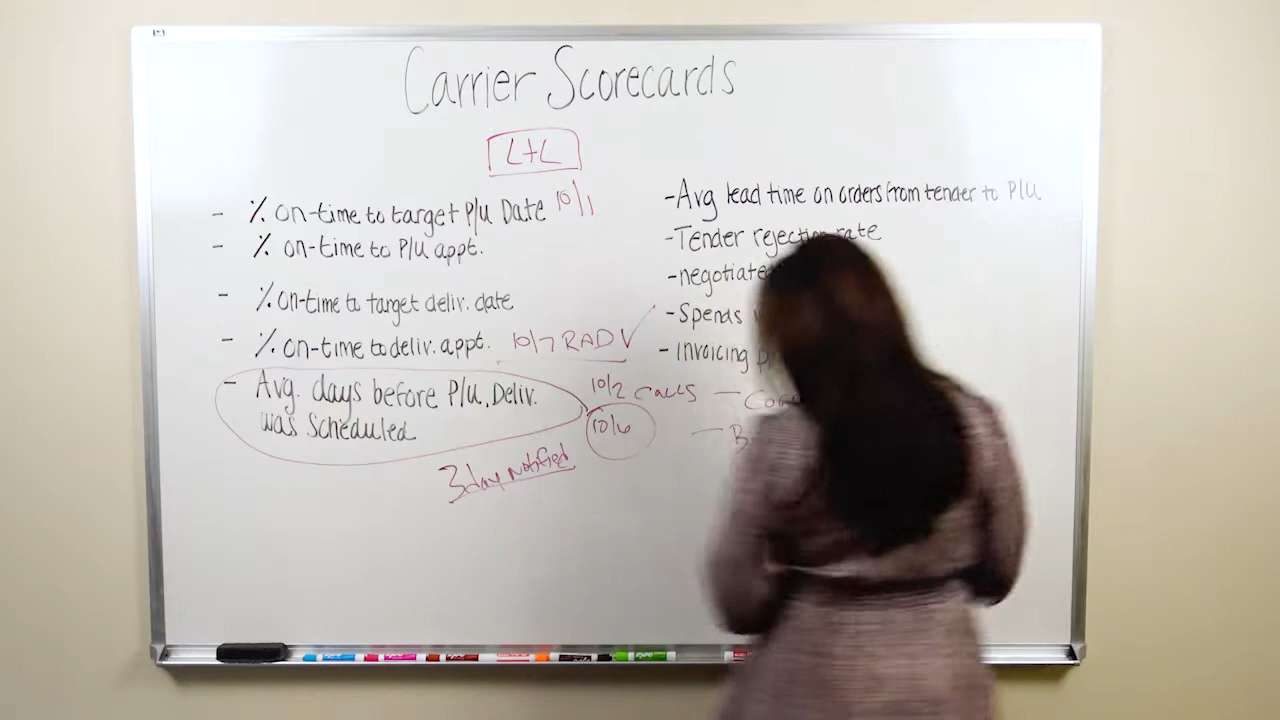 Carrier Scorecards
LtL
- % on-time to target P/U Date 10/1
- % on-time to P/U appt.
- % on-time to target deliv. date
- % on-time to deliv. appt. 10/7 RAD
- Avg. days before P/U, Deliv.
was Scheduled
10/2 calls
10/6
3 day notified
- Avg lead time on orders from tender to P/U
- Tender rejection rate
- negotiated
- Spends
- Invoicing